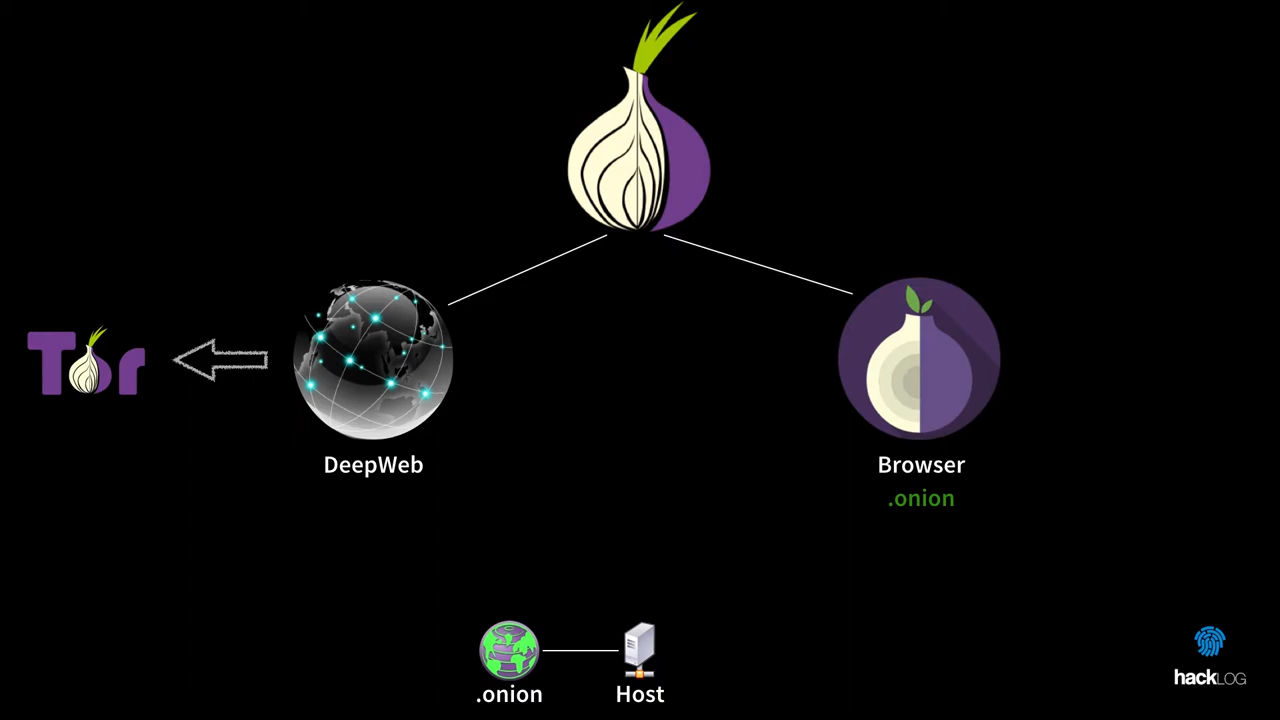 Tor
DeepWeb
Browser
.onion
.onion
Host
hackLOG